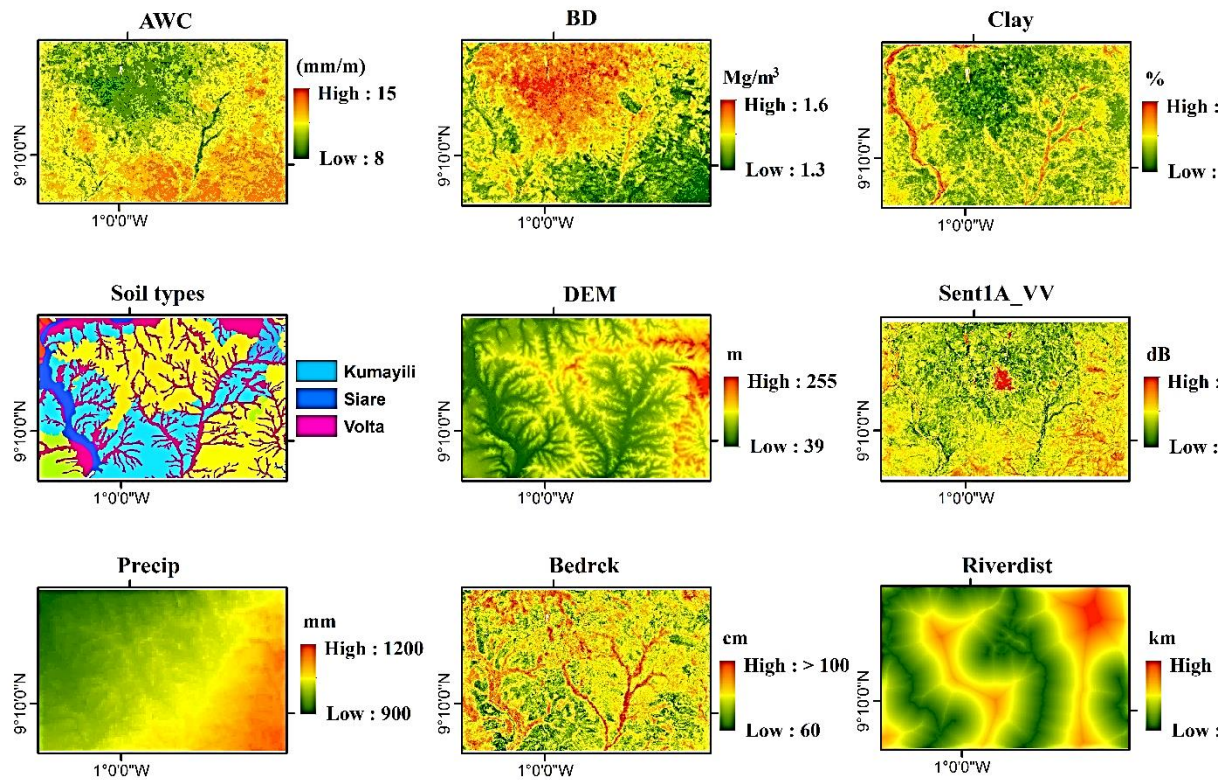 AWC
(mm/m)
High : 15
Low : 8
9°10'0"N
1°0'0"W
BD
Mg/m³
High : 1.6
Low : 1.3
9°10'0"N
1°0'0"W
Clay
%
High :
Low :
9°10'0"N
1°0'0"W
Soil types
Kumayili
Siare
Volta
9°10'0"N
1°0'0"W
DEM
m
High : 255
Low : 39
9°10'0"N
1°0'0"W
Sent1A_VV
dB
High :
Low :
9°10'0"N
1°0'0"W
Precip
mm
High : 1200
Low : 900
9°10'0"N
1°0'0"W
Bedrck
cm
High : > 100
Low : 60
9°10'0"N
1°0'0"W
Riverdist
km
High
Low :
9°10'0"N
1°0'0"W